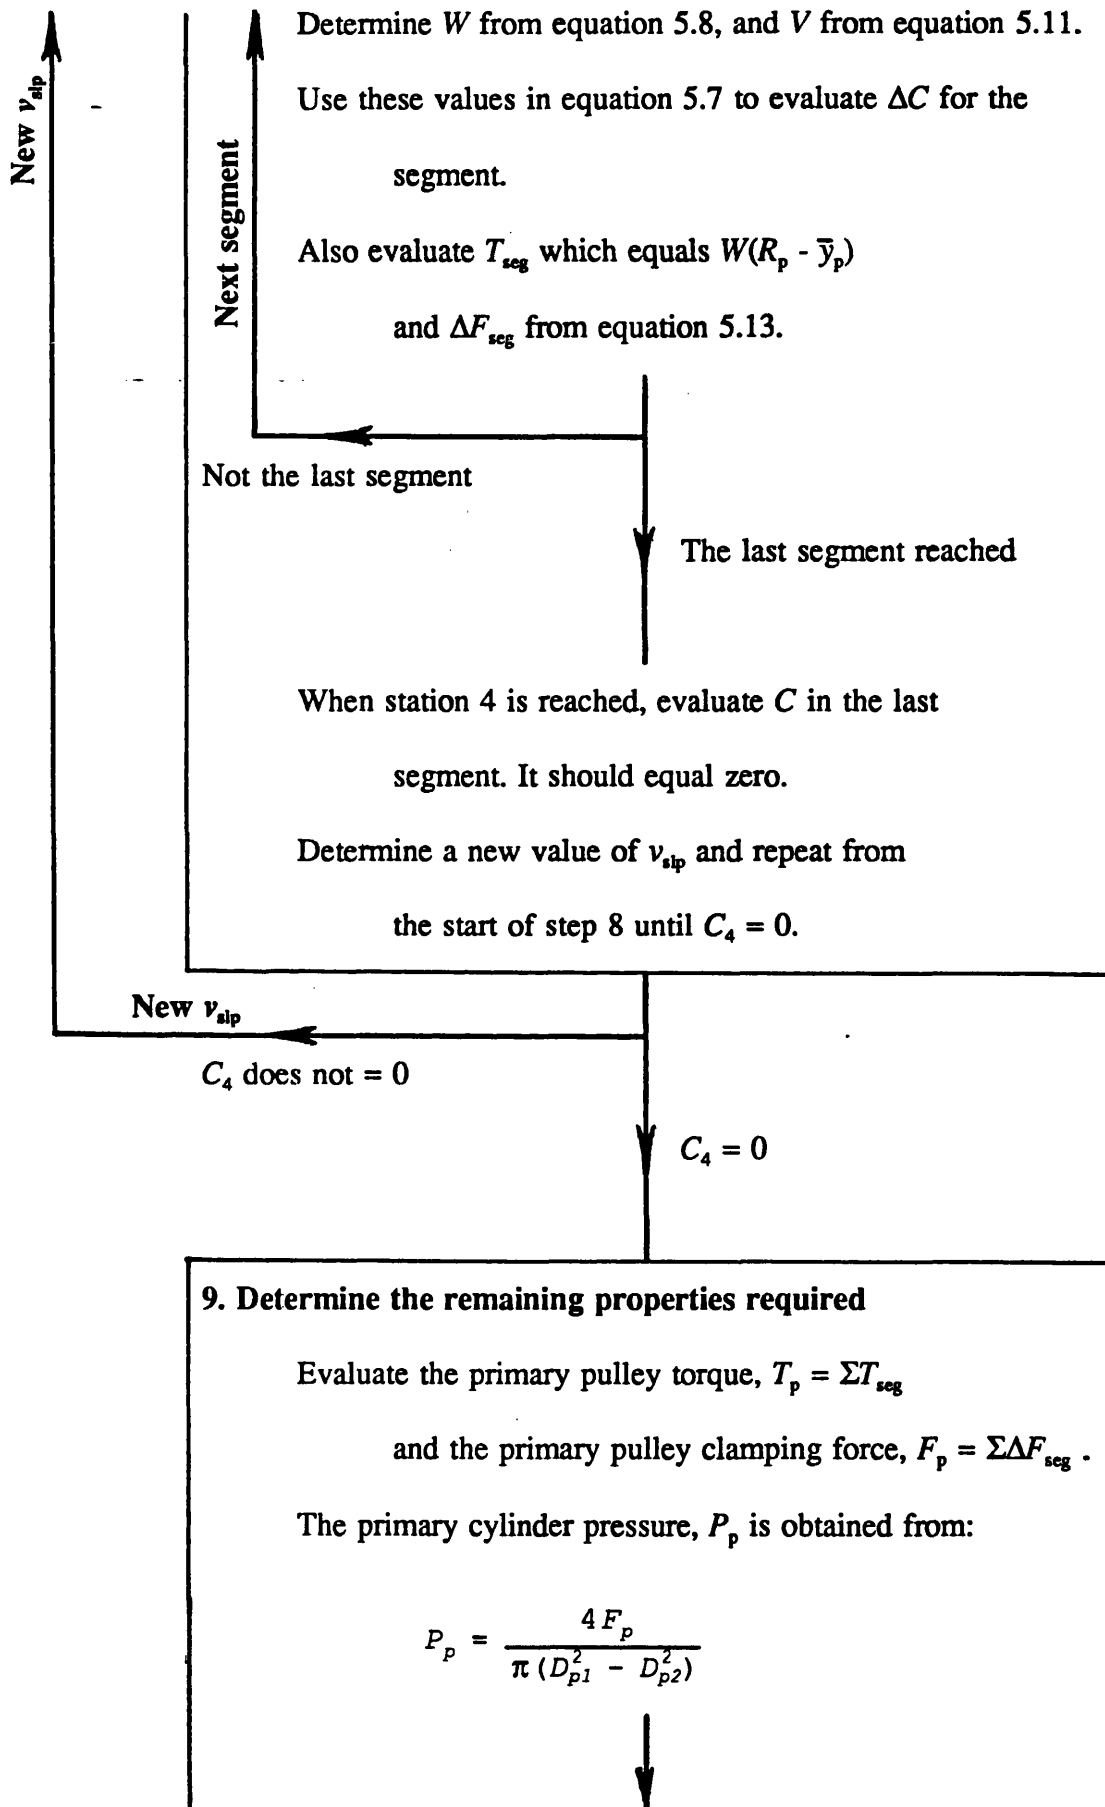 Determine W from equation 5.8, and V from equation 5.11.
New v_slp
Use these values in equation 5.7 to evaluate ΔC for the
segment.
Next segment
Also evaluate T_seg which equals W(R_p - ȳ_p)
and ΔF_seg from equation 5.13.
Not the last segment
The last segment reached
When station 4 is reached, evaluate C in the last
segment. It should equal zero.
Determine a new value of v_slp and repeat from
the start of step 8 until C_4 = 0.
New v_slp
C_4 does not = 0
C_4 = 0
9. Determine the remaining properties required
Evaluate the primary pulley torque, T_p = ΣT_seg
and the primary pulley clamping force, F_p = ΣΔF_seg .
The primary cylinder pressure, P_p is obtained from:
P_p = 4 F_p / π (D_p1^2 - D_p2^2)